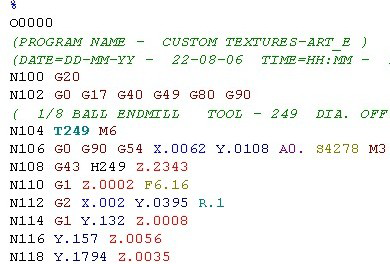 %
O0000
(PROGRAM NAME - CUSTOM TEXTURES-ART_E )
(DATE=DD-MM-YY - 22-08-06 TIME=HH:MM -
N100 G20
N102 G0 G17 G40 G49 G80 G90
( 1/8 BALL ENDMILL TOOL - 249 DIA. OFF
N104 T249 M6
N106 G0 G90 G54 X.0062 Y.0108 A0. S4278 M3
N108 G43 H249 Z.2343
N110 G1 Z.0002 F6.16
N112 G2 X.002 Y.0395 R.1
N114 G1 Y.132 Z.0008
N116 Y.157 Z.0056
N118 Y.1794 Z.0035